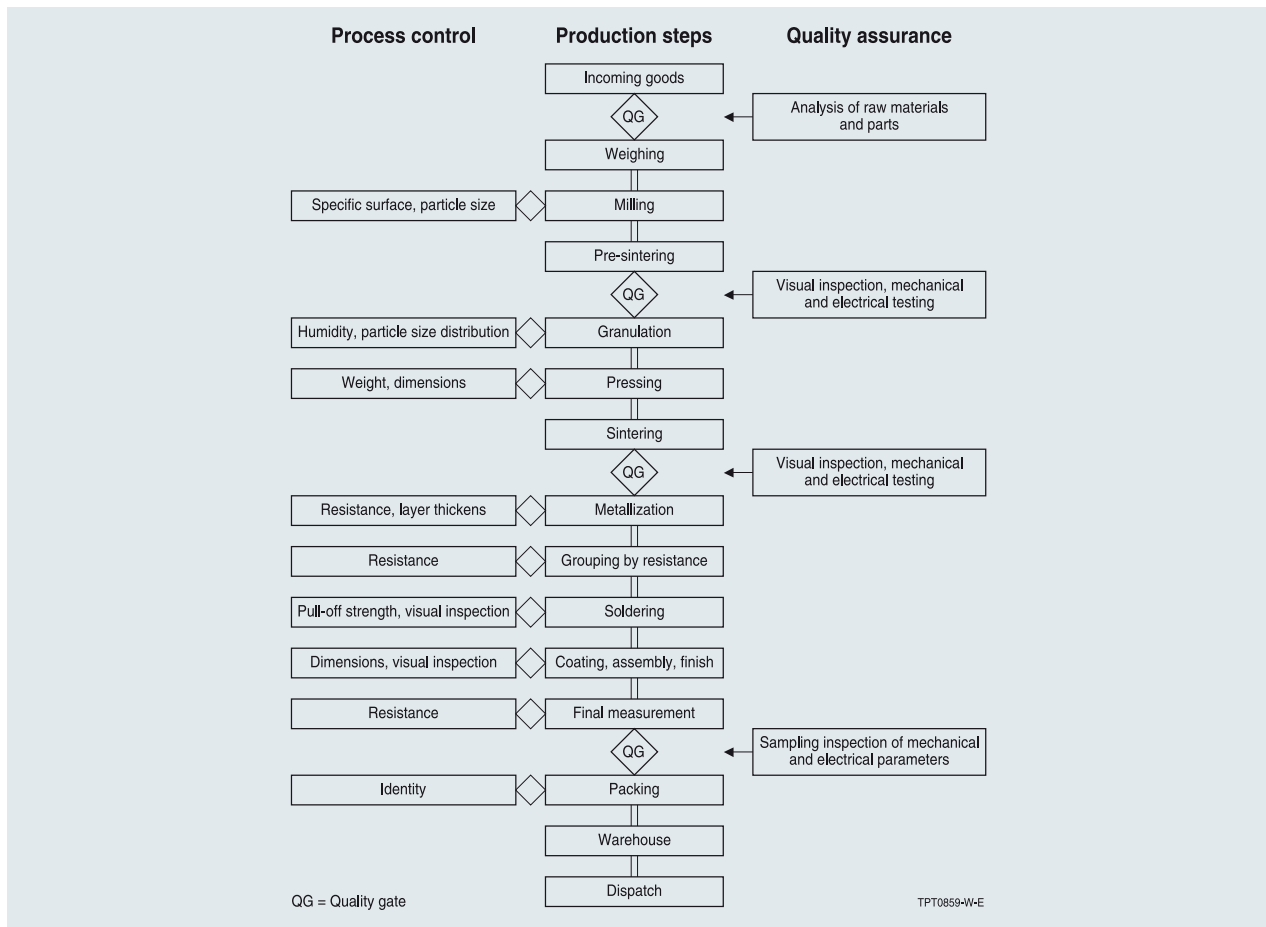 Process control Production steps Quality assurance
Incoming goods
QG
Analysis of raw materials
and parts
Weighing
Specific surface, particle size
Milling
Pre-sintering
QG
Visual inspection, mechanical
and electrical testing
Humidity, particle size distribution
Granulation
Weight, dimensions
Pressing
Sintering
QG
Visual inspection, mechanical
and electrical testing
Resistance, layer thickens
Metallization
Resistance
Grouping by resistance
Pull-off strength, visual inspection
Soldering
Dimensions, visual inspection
Coating, assembly, finish
Resistance
Final measurement
QG
Sampling inspection of mechanical
and electrical parameters
Identity
Packing
Warehouse
Dispatch
QG = Quality gate
TPT0859-W-E